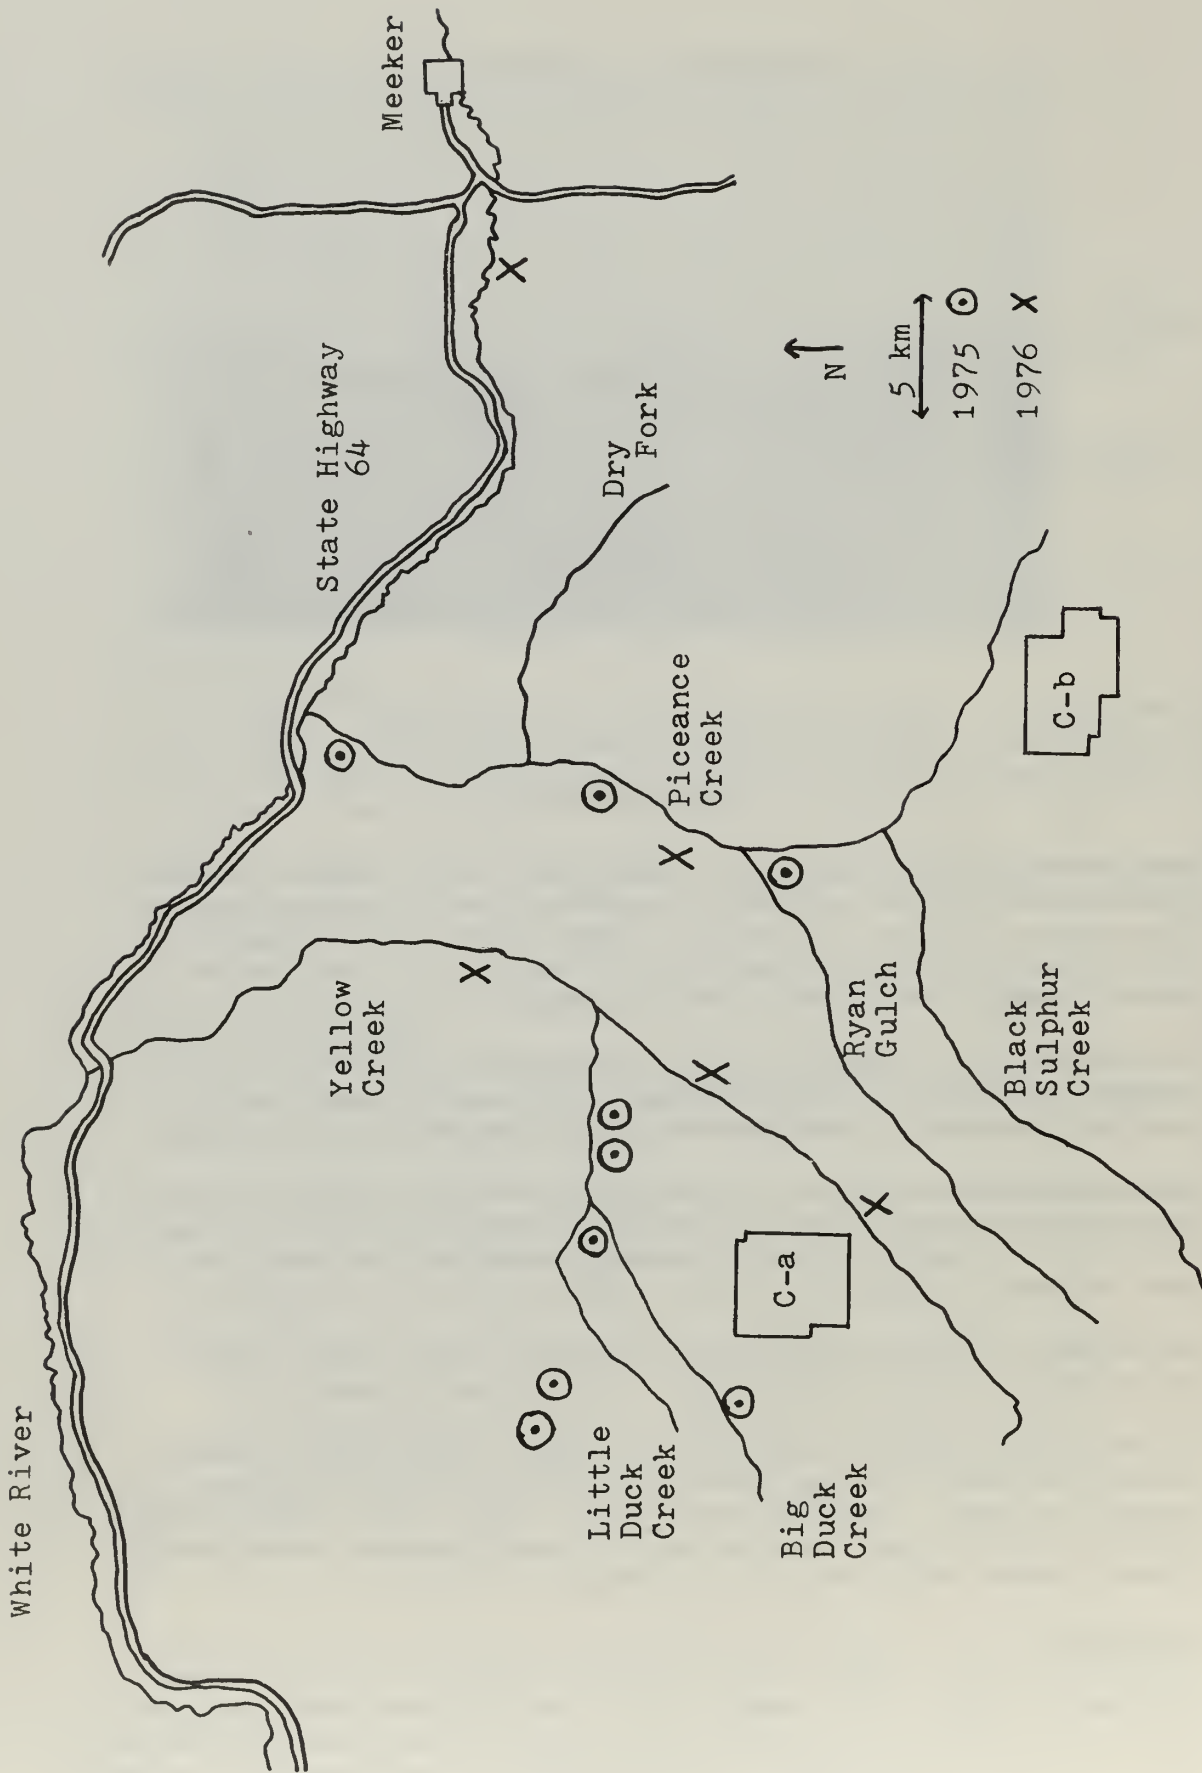 White River
Meeker
State Highway
64
Yellow
Creek
Dry
Fork
Piceance
Creek
Little
Duck
Creek
Big
Duck
Creek
C-a
Ryan
Gulch
Black
Sulphur
Creek
C-b
N
5 km
1975
1976 X